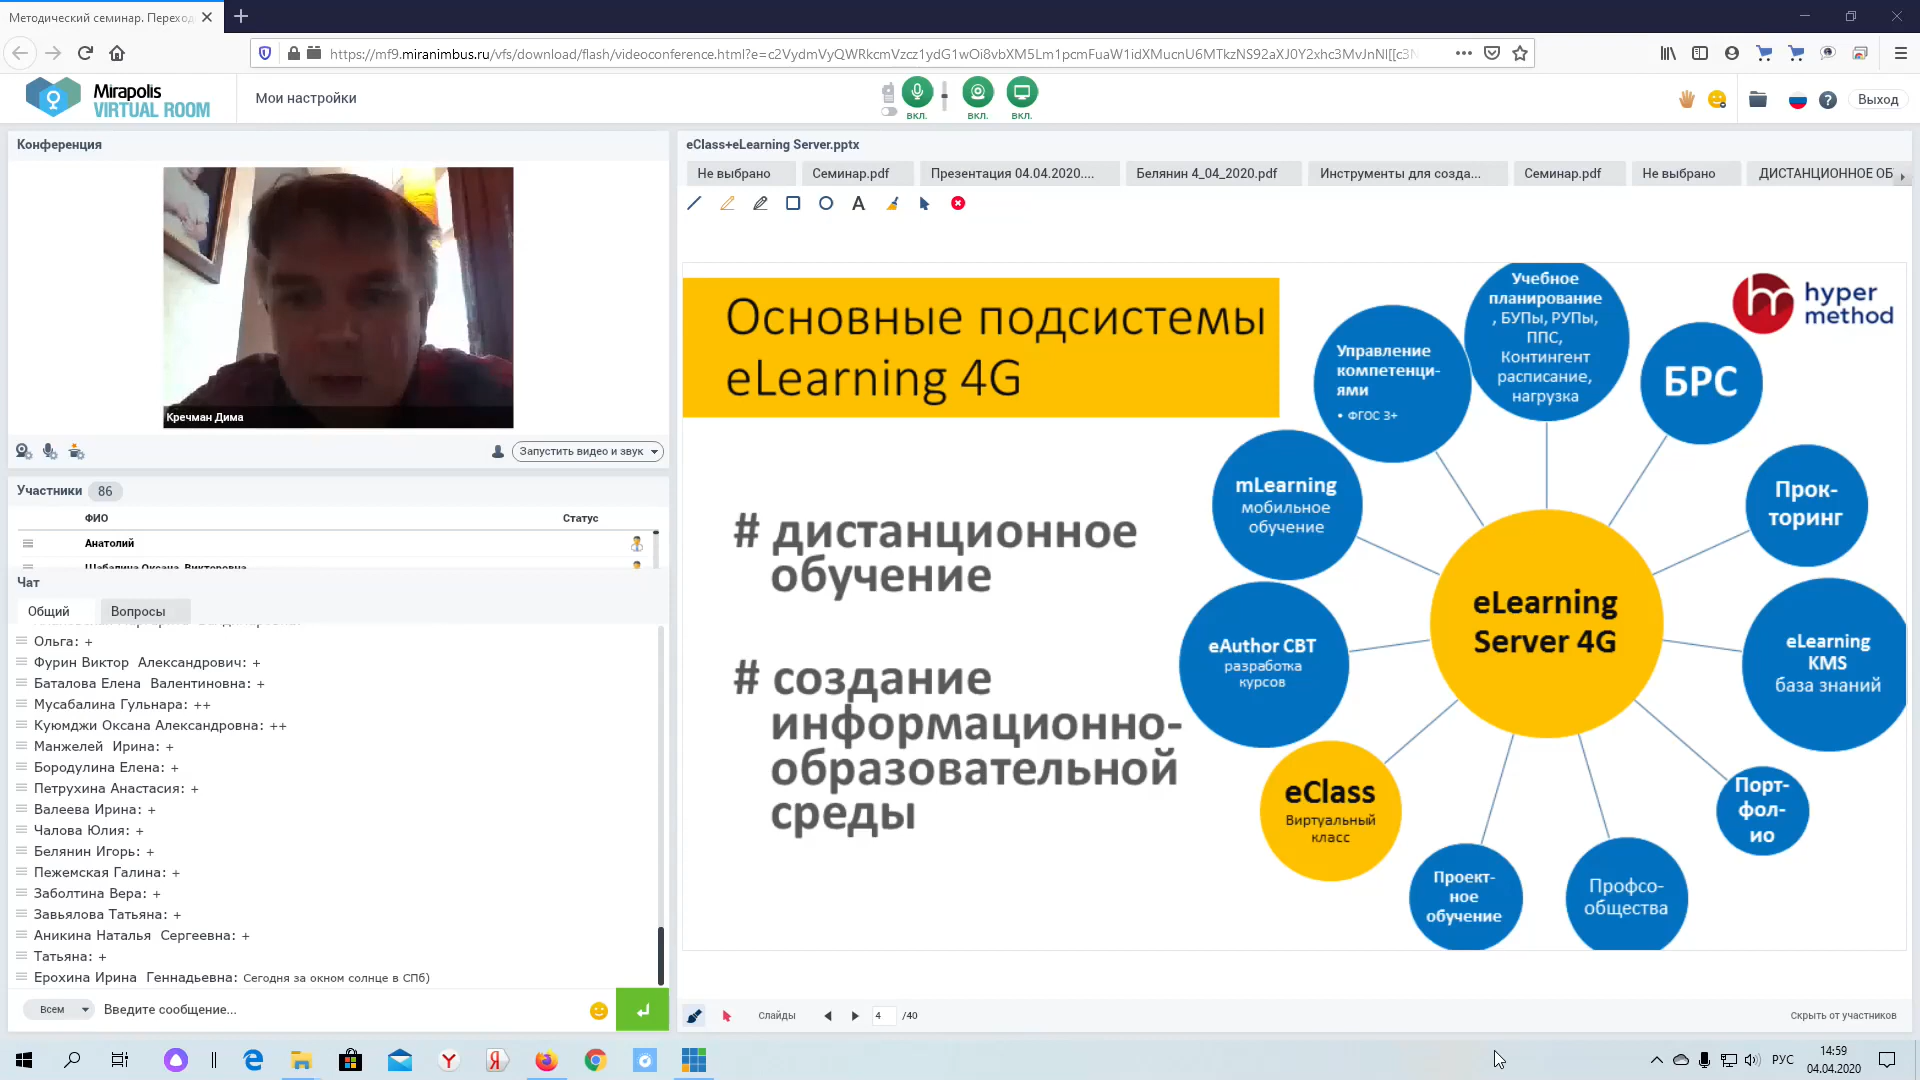 Методический семинар. Переход
https://mf9.miranimbus.ru/vfs/download/flash/videoconference.html?e=
Mirapolis
VIRTUAL ROOM
Мои настройки
вкл.
вкл.
вкл.
Выход
Конференция
Кречман Дима
Запустить видео и звук
Участники 86
ФИО Статус
Анатолий
Шабалина Оксана Викторовна
Чат
Общий Вопросы
Ольга: +
Фурин Виктор Александрович: +
Баталова Елена Валентиновна: +
Мусабалина Гульнара: ++
Куюмджи Оксана Александровна: ++
Манжелей Ирина: +
Бородулина Елена: +
Петрухина Анастасия: +
Валеева Ирина: +
Чалова Юлия: +
Белянин Игорь: +
Пежемская Галина: +
Заболтина Вера: +
Завьялова Татьяна: +
Аникина Наталья Сергеевна: +
Татьяна: +
Ерохина Ирина Геннадьевна: Сегодня за окном солнце в СПб)
Всем Введите сообщение...
eClass+eLearning Server.pptx
Не выбрано Семинар.pdf Презентация 04.04.2020.... Белянин 4_04_2020.pdf Инструменты для созда... Семинар.pdf Не выбрано ДИСТАНЦИОННОЕ ОБ
A
Основные подсистемы
eLearning 4G
# дистанционное
обучение
# создание
информационно-
образовательной
среды
hyper
method
Управление
компетенци-
ями
• ФГОС 3+
Учебное
планирование
, БУПы, РУПы,
ППС,
Контингент
расписание,
нагрузка
БРС
Прок-
торинг
eLearning
KMS
база знаний
Порт-
фол-
ио
Профсо-
общества
Проект-
ное
обучение
eClass
Виртуальный
класс
eAuthor CBT
разработка
курсов
mLearning
мобильное
обучение
eLearning
Server 4G
Слайды 4 /40
Скрыть от участников
РУС
14:59
04.04.2020